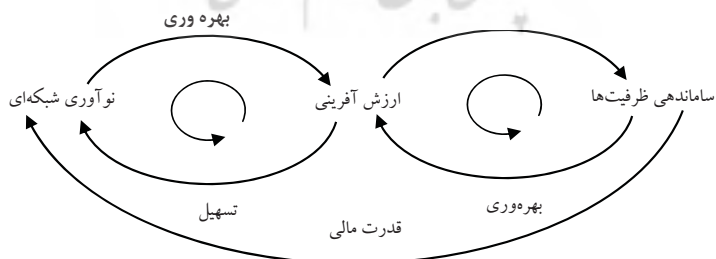 بهره وری
ساماندهی ظرفیت‌ها
ارزش آفرینی
نوآوری شبکه‌ای
بهره‌وری
تسهیل
قدرت مالی